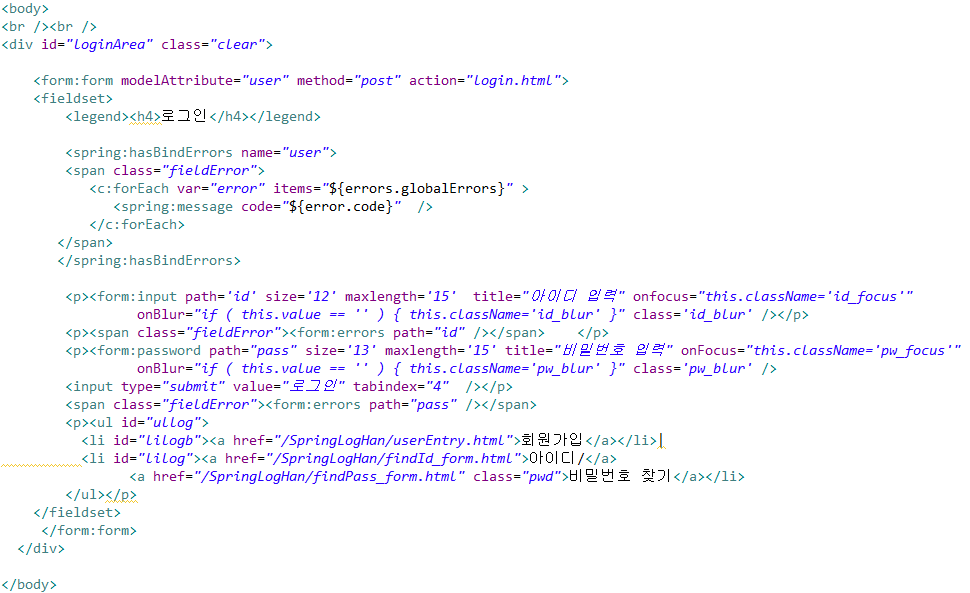 <body>
<br /><br />
<div id="loginArea" class="clear">
<form:form modelAttribute="user" method="post" action="login.html">
<fieldset>
<legend><h4>로그인</h4></legend>
<spring:hasBindErrors name="user">
<span class="fieldError">
<c:forEach var="error" items="${errors.globalErrors}" >
<spring:message code="${error.code}"  />
</c:forEach>
</span>
</spring:hasBindErrors>
<p><form:input path='id' size='12' maxlength='15'  title="아이디 입력" onfocus="this.className='id_focus'"
onBlur="if ( this.value == '' ) { this.className='id_blur' }" class='id_blur' /></p>
<p><span class="fieldError"><form:errors path="id" /></span>    </p>
<p><form:password path="pass" size='13' maxlength='15' title="비밀번호 입력" onFocus="this.className='pw_focus'"
onBlur="if ( this.value == '' ) { this.className='pw_blur' }" class='pw_blur' />
<input type="submit" value="로그인" tabindex="4"  /></p>
<span class="fieldError"><form:errors path="pass" /></span>
<p><ul id="ullog">
<li id="lilogb"><a href="/SpringLogHan/userEntry.html">회원가입</a></li>
<li id="lilog"><a href="/SpringLogHan/findId_form.html">아이디/</a>
<a href="/SpringLogHan/findPass_form.html" class="pwd">비밀번호 찾기</a></li>
</ul></p>
</fieldset>
</form:form>
</div>
</body>